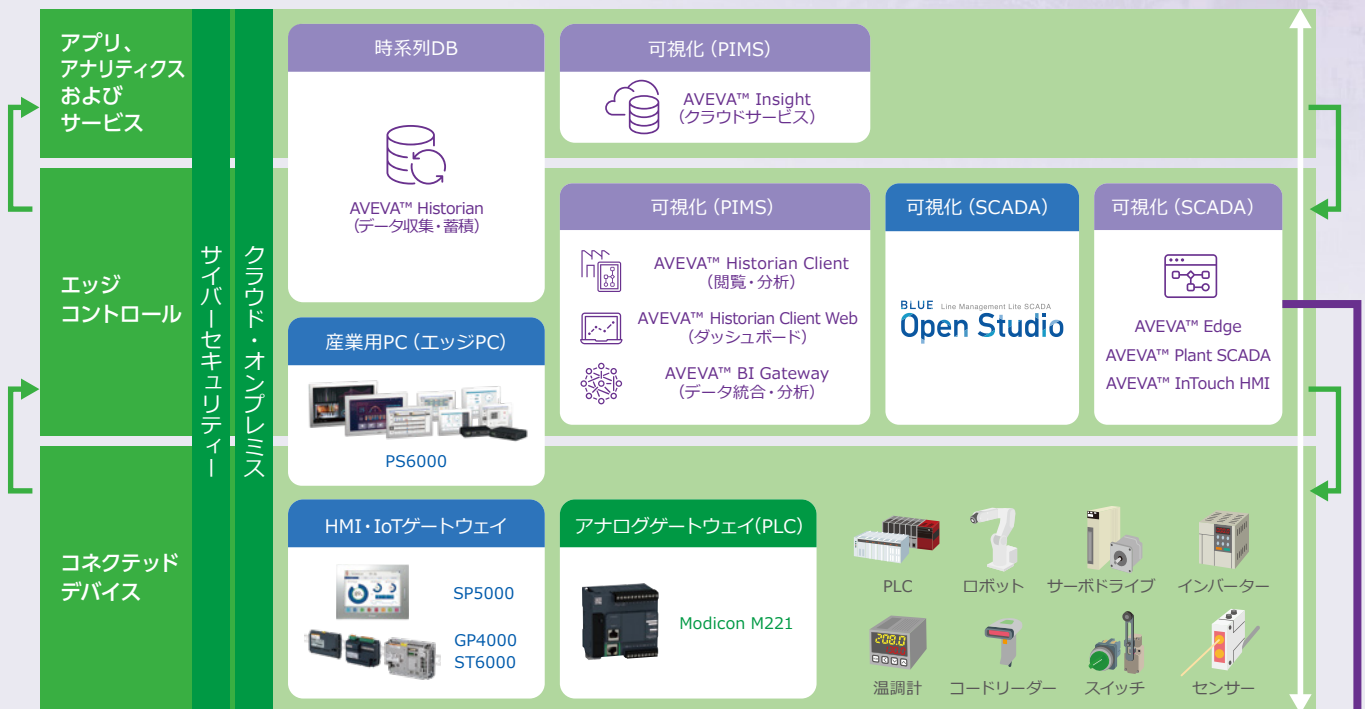 アプリ、
アナリティクス
および
サービス
エッジ
コントロール
コネクテッド
デバイス
サイバーセキュリティー
クラウド・オンプレミス
時系列DB
AVEVA™ Historian
(データ収集・蓄積)
可視化 (PIMS)
AVEVA™ Insight
(クラウドサービス)
可視化 (PIMS)
AVEVA™ Historian Client
(閲覧・分析)
AVEVA™ Historian Client Web
(ダッシュボード)
AVEVA™ BI Gateway
(データ統合・分析)
可視化 (SCADA)
BLUE Line Management Lite SCADA
Open Studio
可視化 (SCADA)
AVEVA™ Edge
AVEVA™ Plant SCADA
AVEVA™ InTouch HMI
産業用PC (エッジPC)
PS6000
HMI・IoTゲートウェイ
SP5000
GP4000
ST6000
アナログゲートウェイ(PLC)
Modicon M221
PLC
ロボット
サーボドライブ
インバーター
208.0
温調計
コードリーダー
スイッチ
センサー